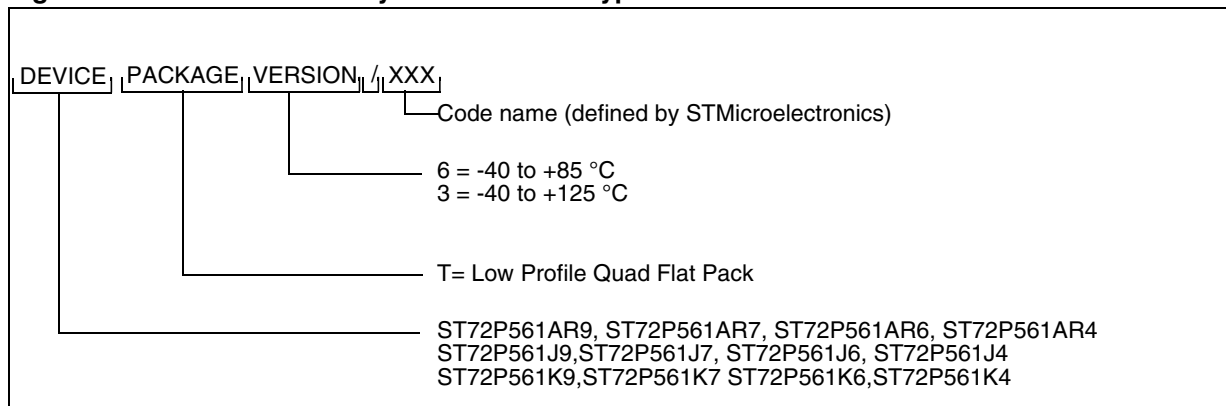 DEVICE PACKAGE VERSION / XXX
Code name (defined by STMicroelectronics)
6 = -40 to +85 °C
3 = -40 to +125 °C
T= Low Profile Quad Flat Pack
ST72P561AR9, ST72P561AR7, ST72P561AR6, ST72P561AR4
ST72P561J9,ST72P561J7, ST72P561J6, ST72P561J4
ST72P561K9,ST72P561K7 ST72P561K6,ST72P561K4